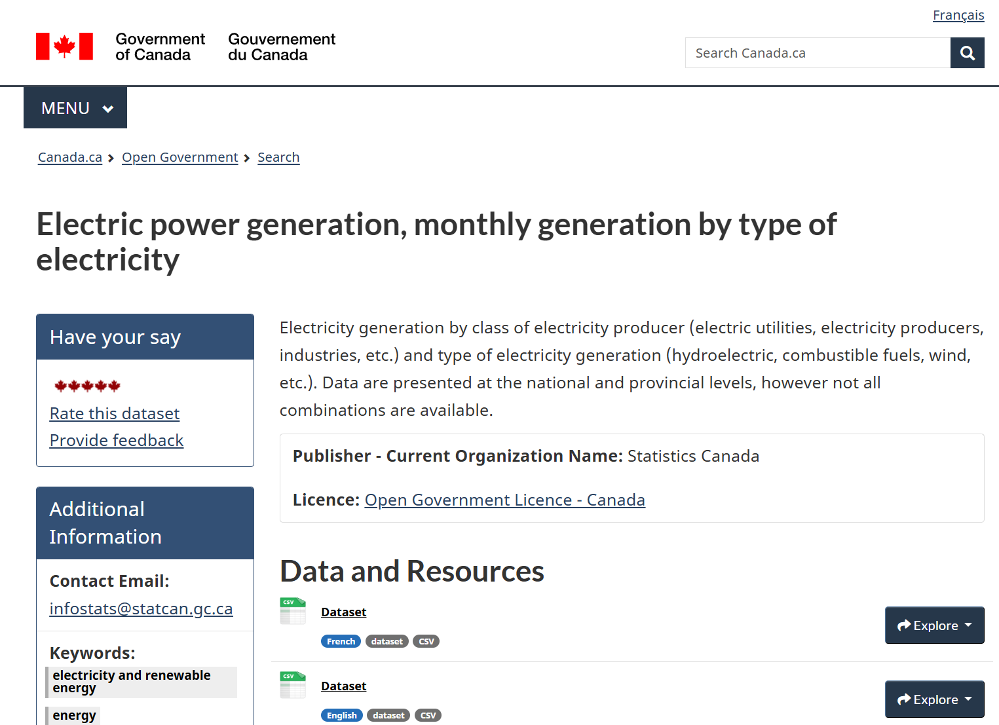 Français
Government
of Canada
Gouvernement
du Canada
Search Canada.ca
MENU
Canada.ca
Open Government
Search
Electric power generation, monthly generation by type of
electricity
Have your say
Rate this dataset
Provide feedback
Additional
Information
Contact Email:
infostats@statcan.gc.ca
Keywords:
electricity and renewable
energy
energy
Electricity generation by class of electricity producer (electric utilities, electricity producers,
industries, etc.) and type of electricity generation (hydroelectric, combustible fuels, wind,
etc.). Data are presented at the national and provincial levels, however not all
combinations are available.
Publisher - Current Organization Name: Statistics Canada
Licence: Open Government Licence - Canada
Data and Resources
CSV
Dataset
French dataset CSV
Explore
CSV
Dataset
English dataset CSV
Explore